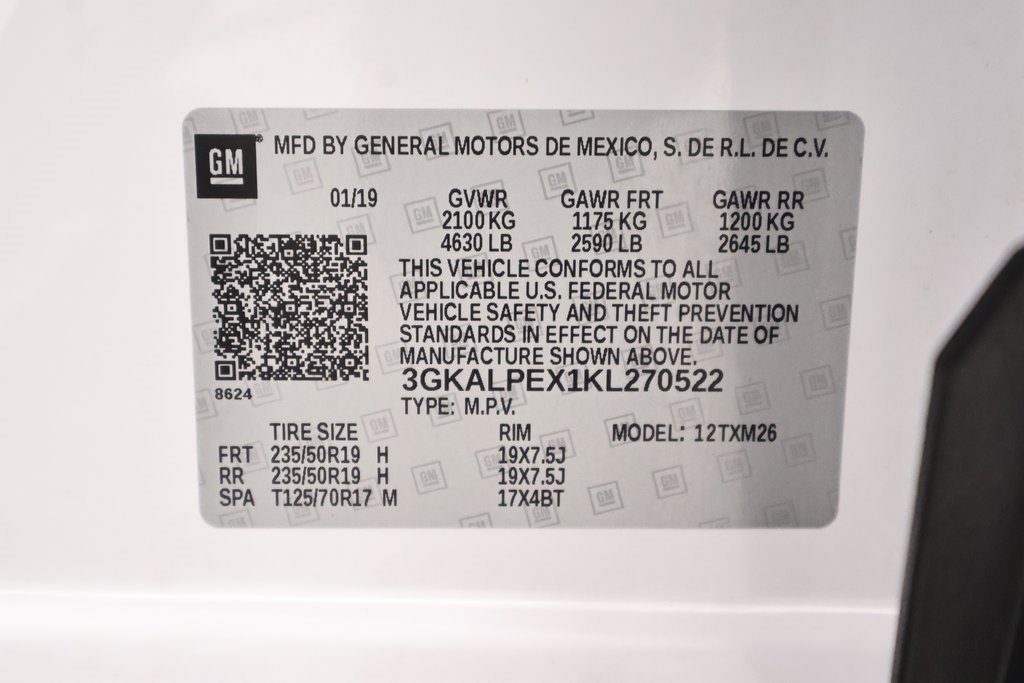 GM ® MFD BY GENERAL MOTORS DE MEXICO, S. DE R.L. DE C.V.
01/19 GVWR GAWR FRT GAWR RR
2100 KG 1175 KG 1200 KG
4630 LB 2590 LB 2645 LB
THIS VEHICLE CONFORMS TO ALL
APPLICABLE U.S. FEDERAL MOTOR
VEHICLE SAFETY AND THEFT PREVENTION
STANDARDS IN EFFECT ON THE DATE OF
MANUFACTURE SHOWN ABOVE.
3GKALPEX1KL270522
8624
TYPE: M.P.V.
TIRE SIZE RIM MODEL: 12TXM26
FRT 235/50R19 H 19X7.5J
RR 235/50R19 H 19X7.5J
SPA T125/70R17 M 17X4BT